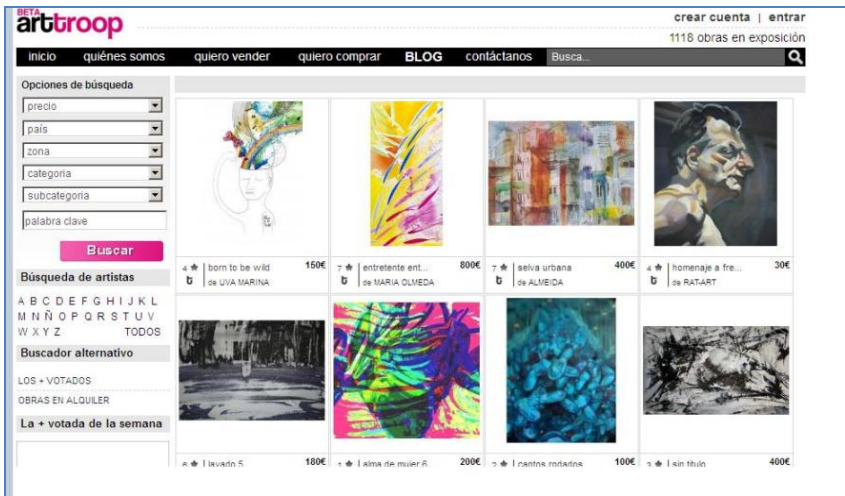 BETA
arttroop
crear cuenta | entrar
1118 obras en exposición
inicio quiénes somos quiero vender quiero comprar BLOG contáctanos Busca...
Opciones de búsqueda
precio
país
zona
categoria
subcategoria
palabra clave
Buscar
Búsqueda de artistas
A B C D E F G H I J K L
M N Ñ O P Q R S T U V
W X Y Z TODOS
Buscador alternativo
LOS + VOTADOS
OBRAS EN ALQUILER
La + votada de la semana
4 | born to be wild 150€
de UVA MARINA
7 | entretente ent... 800€
de MARIA OLMEDA
7 | selva urbana 400€
de ALMEIDA
4 | homenaje a fre... 30€
de RAT-ART
6 | lavado 5 180€
1 | alma de mujer 6 200€
2 | cantos rodados 100€
3 | sin titulo 400€